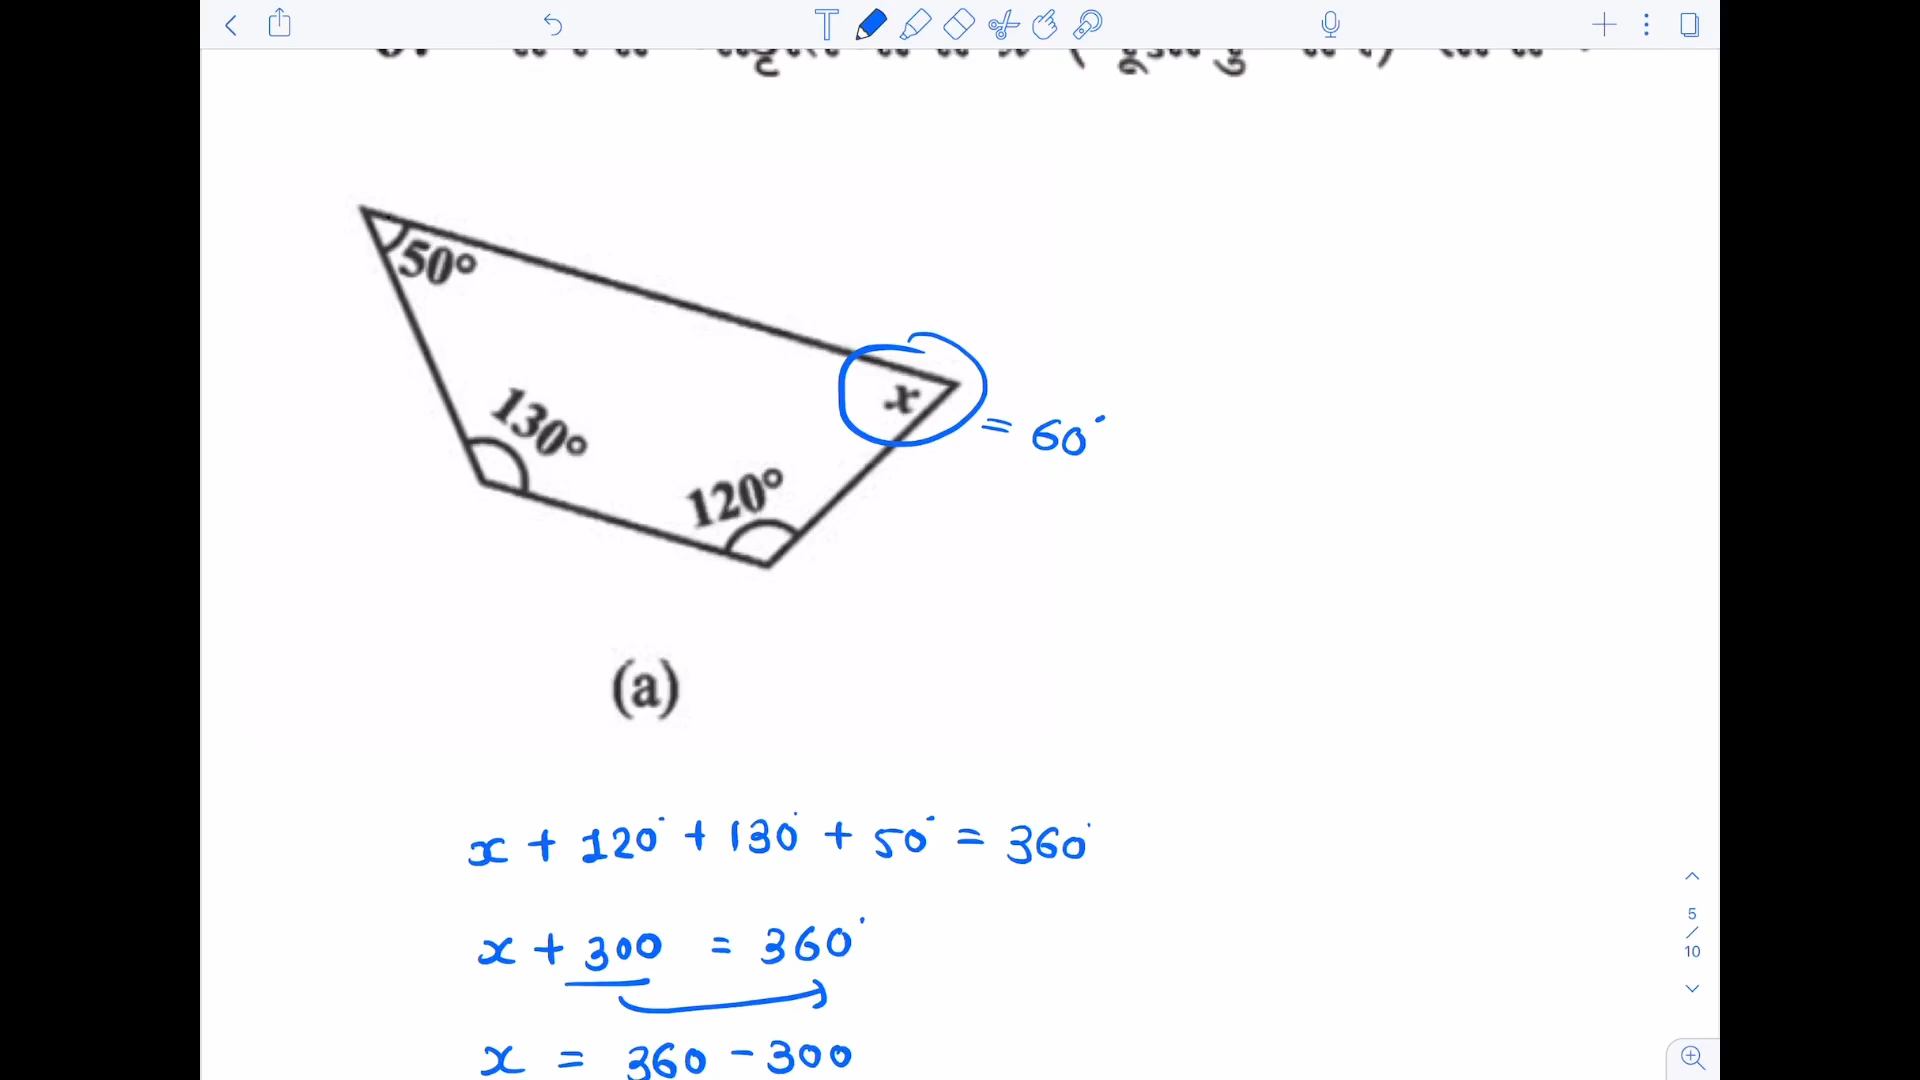 50°
x
= 60°
130°
120°
(a)
x + 120° + 130° + 50° = 360°
x + 300 = 360°
x = 360 - 300
5
/
10